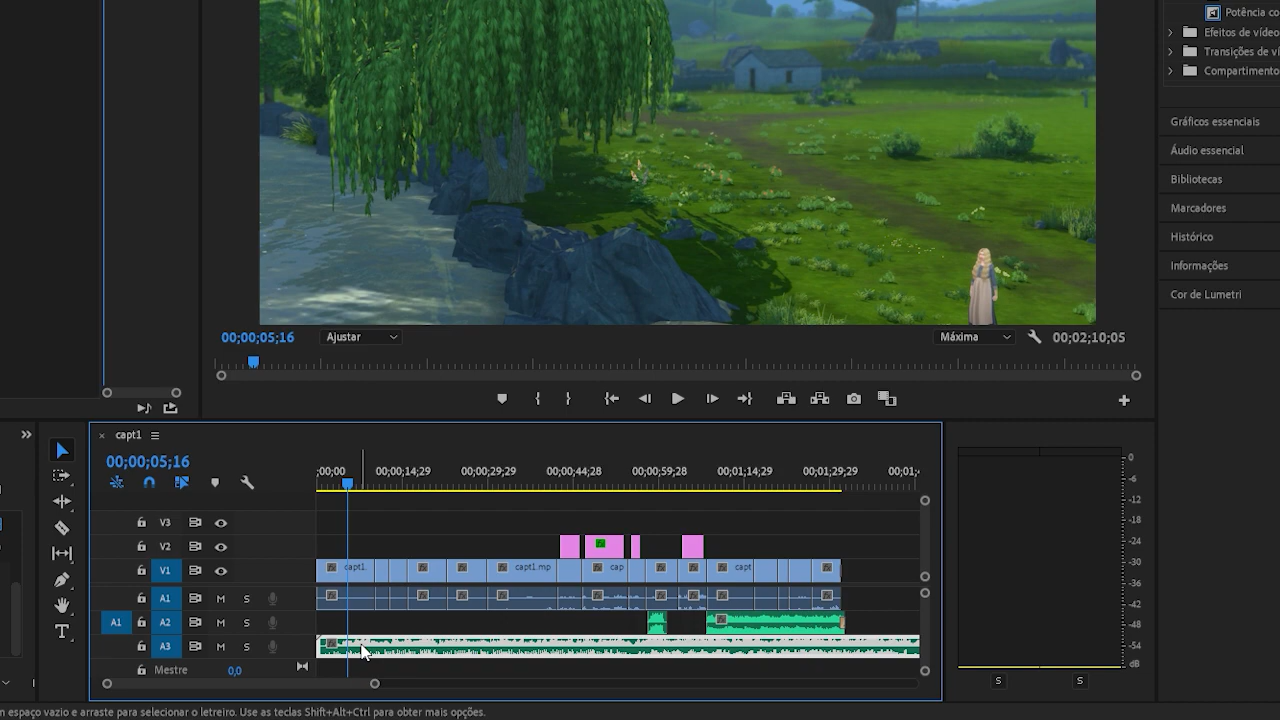 Potência co
Efeitos de vídeo
Transições de ví
Compartimento
Gráficos essenciais
Áudio essencial
Bibliotecas
Marcadores
Histórico
Informações
Cor de Lumetri
00;00;05;16 Ajustar Máxima 00;02;10;05
× capt1
00;00;05;16
;00;00 00;00;14;29 00;00;29;29 00;00;44;28 00;00;59;28 00;01;14;29 00;01;29;29 00;01;
V3
V2
V1 capt1. capt1.mp cap capt
A1 M S
A1 A2 M S
A3 M S
Mestre 0,0
0
-6
-12
-18
-24
-30
-36
-42
-48
-54
dB
S S
m espaço vazio e arraste para selecionar o letreiro. Use as teclas Shift+Alt+Ctrl para obter mais opções.